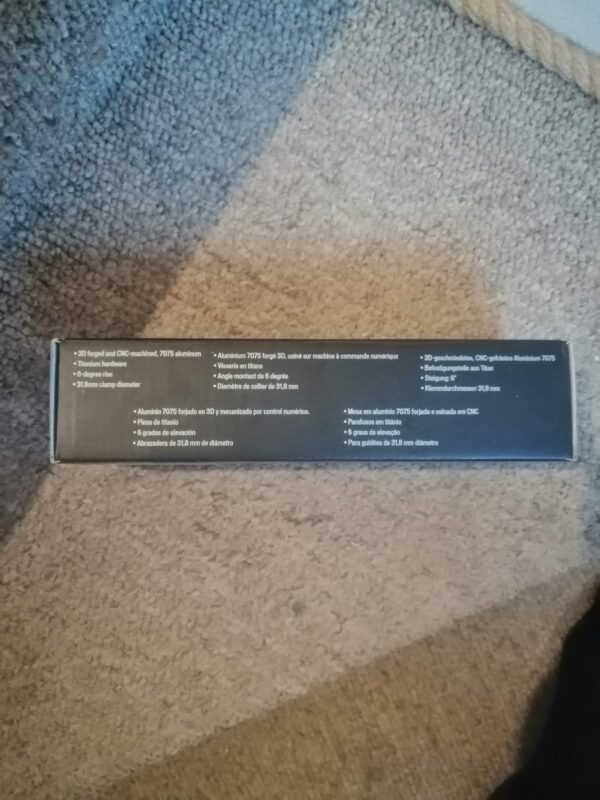 • 3D forged and CNC-machined, 7075 aluminum
• Titanium hardware
• 6-degree rise
• 31.8mm clamp diameter
• Aluminium 7075 forgé 3D, usiné sur machine à commande numérique
• Visserie en titane
• Angle montant de 6 degrés
• Diamètre de collier de 31,8 mm
• 3D-geschmiedetes, CNC-gefrästes Aluminium 7075
• Befestigungsteile aus Titan
• Steigung: 6°
• Klemmdurchmesser 31,8 mm
• Aluminio 7075 forjado en 3D y mecanizado por control numérico.
• Pieza de titanio
• 6 grados de elevación
• Abrazadera de 31,8 mm de diámetro
• Mesa em alumínio 7075 forjada e usinada em CNC
• Parafusos em titânio
• 6 graus de elevação
• Para guidões de 31,8 mm diâmetro